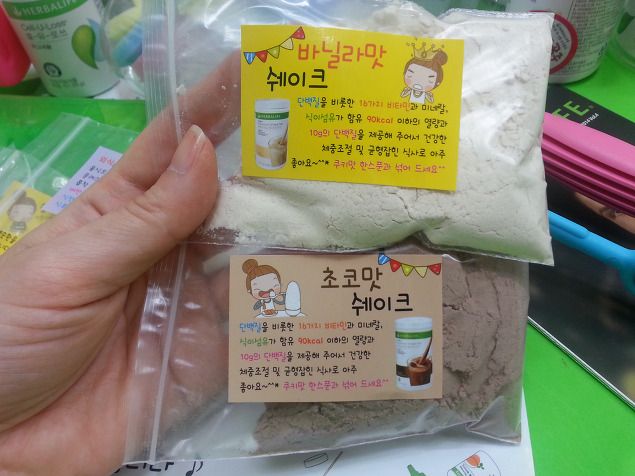 HERBALIFE
Cell-U-Loss
바닐라맛
쉐이크
단백질을 비롯한 16가지 비타민과 미네랄,
식이섬유가 함유 90kcal 이하의 열량과
10g의 단백질을 제공해 주어서 건강한
체중조절 및 균형잡힌 식사로 아주
좋아요~^^* 쿠키맛 한스푼과 섞어 드세요^^
초코맛
쉐이크
단백질을 비롯한 16가지 비타민과 미네랄,
식이섬유가 함유 90kcal 이하의 열량과
10g의 단백질을 제공해 주어서 건강한
체중조절 및 균형잡힌 식사로 아주
좋아요~^^* 쿠키맛 한스푼과 섞어 드세요^^